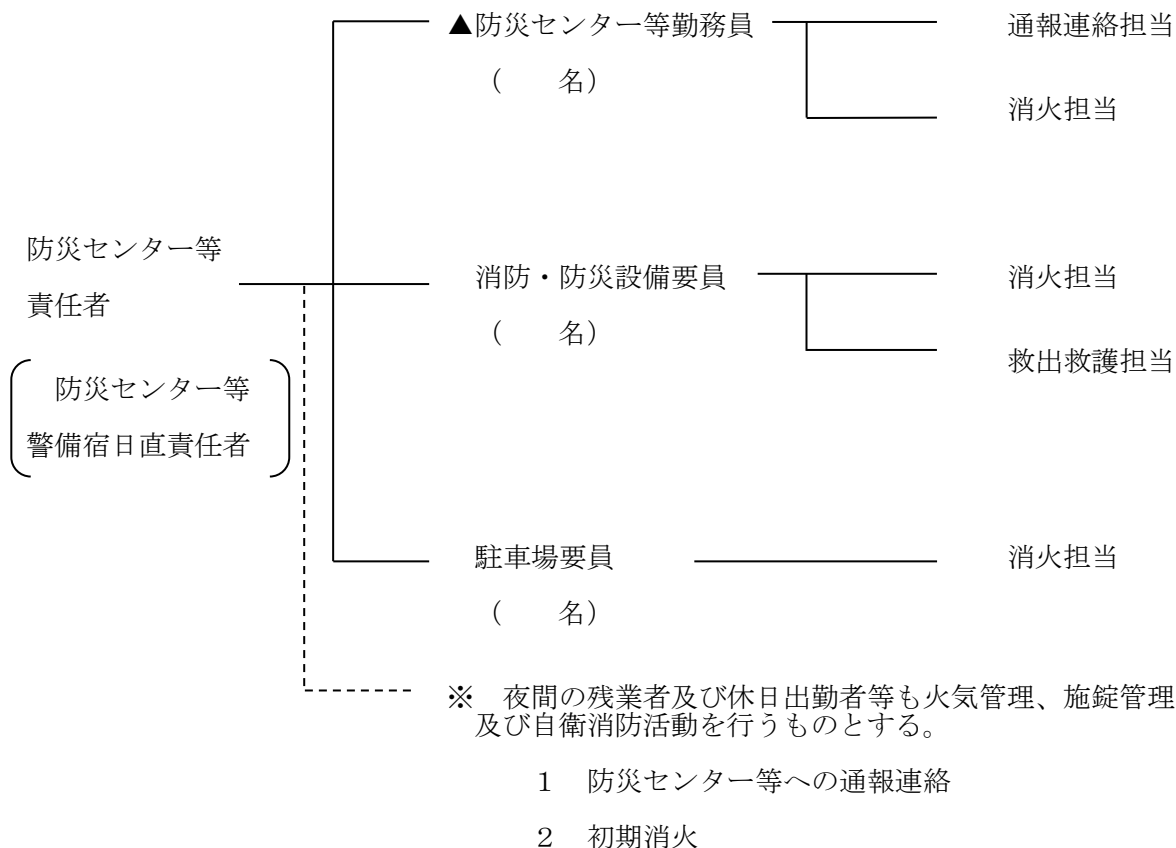 ▲防災センター等勤務員
通報連絡担当
(　　名)
消火担当
防災センター等
責任者
消防・防災設備要員
消火担当
(　　名)
救出救護担当
防災センター等
警備宿日直責任者
駐車場要員
消火担当
(　　名)
※　夜間の残業者及び休日出勤者等も火気管理、施錠管理
及び自衛消防活動を行うものとする。
１　防災センター等への通報連絡
２　初期消火